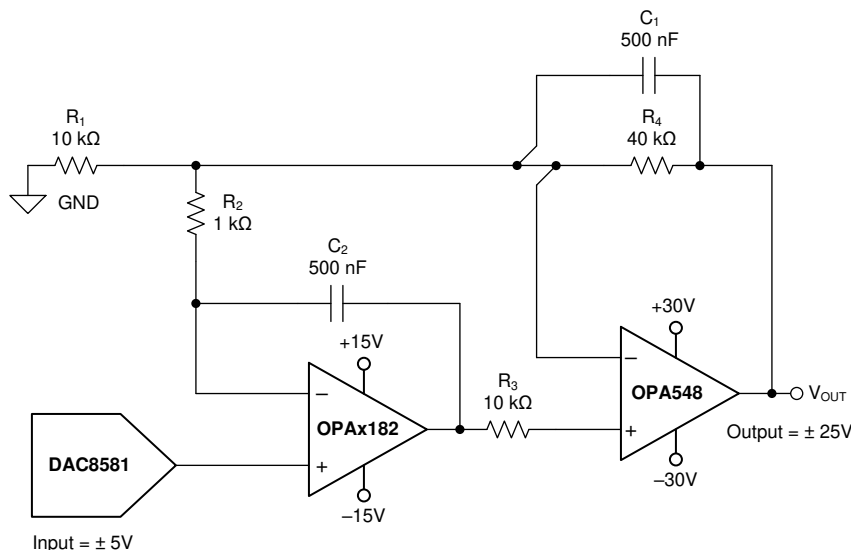 C1
500 nF
R1
10 kΩ
R4
40 kΩ
GND
R2
1 kΩ
C2
500 nF
+15V
+30V
–
OPAx182
+
–15V
R3
10 kΩ
–
OPA548
+
–30V
VOUT
Output = ± 25V
DAC8581
Input = ± 5V